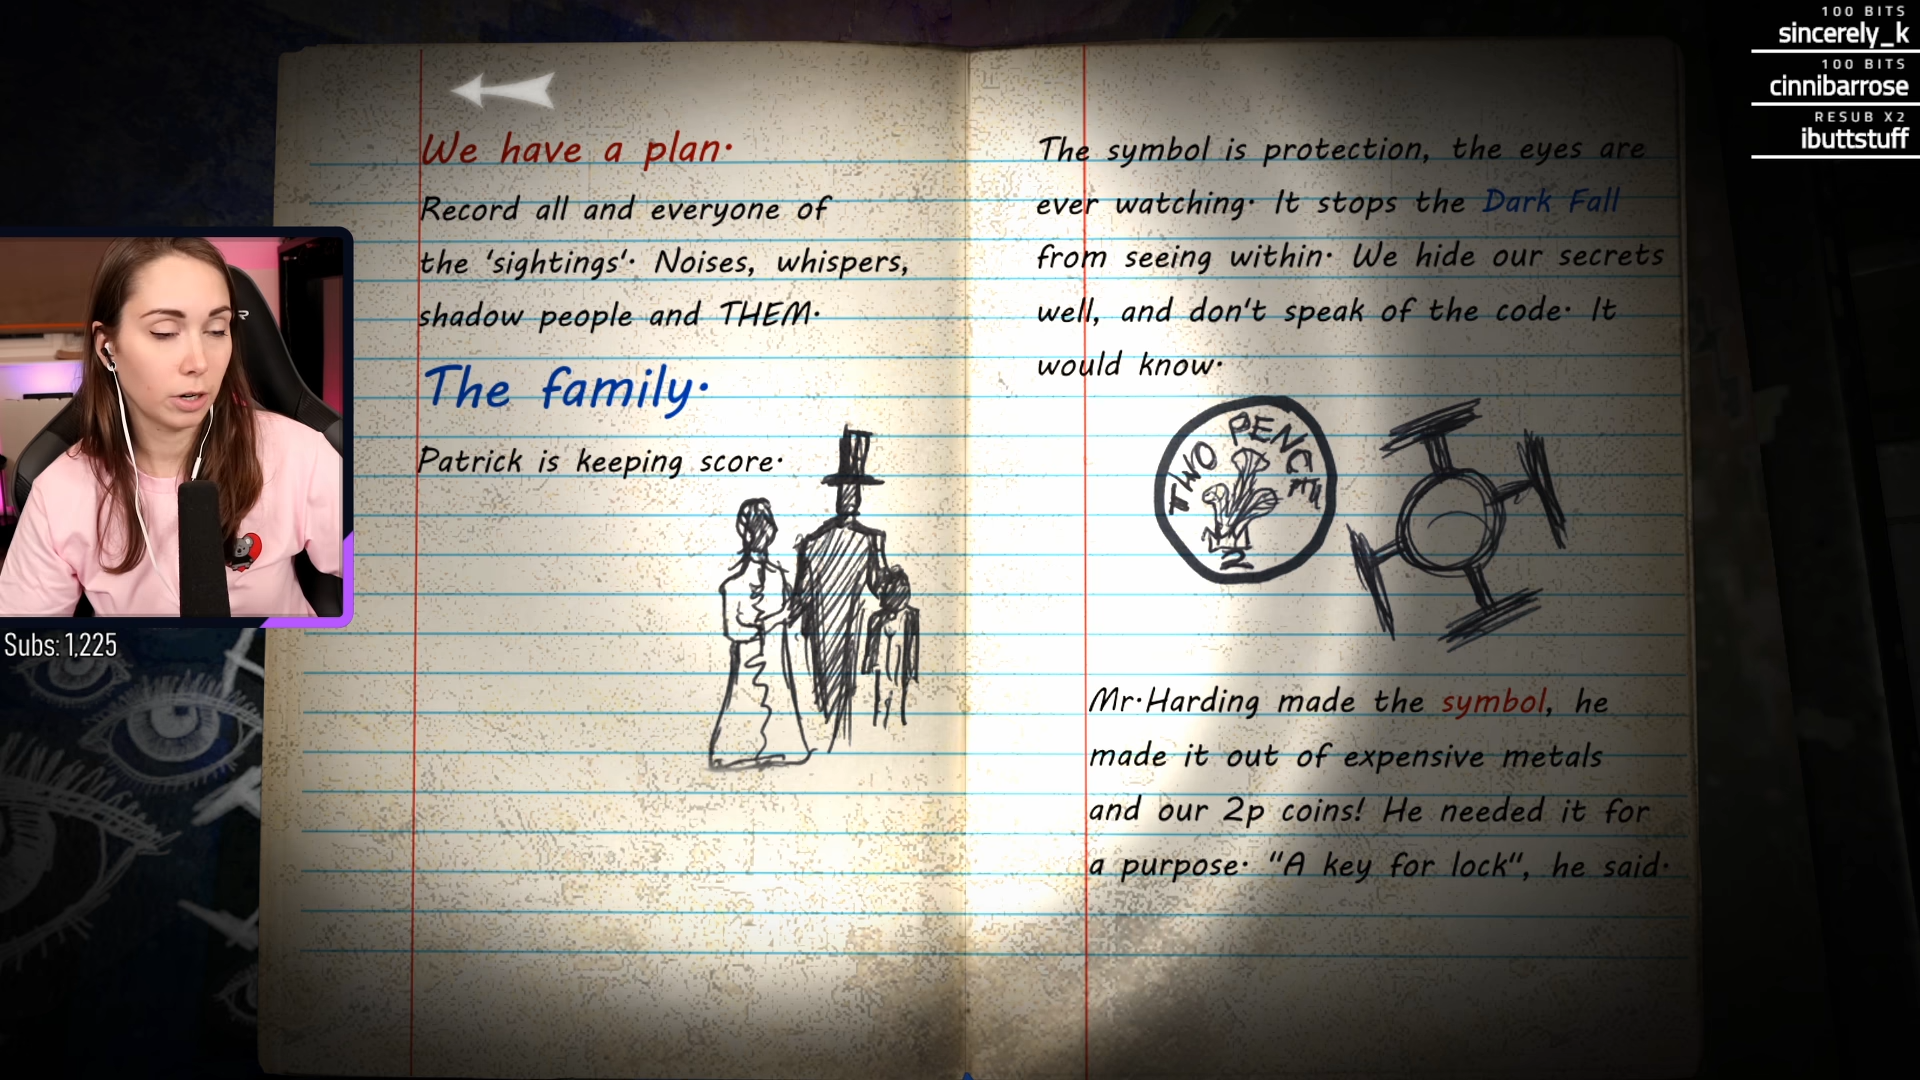 100 BITS
sincerely_k
100 BITS
cinnibarrose
RESUB X2
ibuttstuff
We have a plan.
Record all and everyone of
the 'sightings'. Noises, whispers,
shadow people and THEM.
The family.
Patrick is keeping score.
The symbol is protection, the eyes are
ever watching. It stops the Dark Fall
from seeing within. We hide our secrets
well, and don't speak of the code. It
would know.
TWO PENCE
2
Mr.Harding made the symbol, he
made it out of expensive metals
and our 2p coins! He needed it for
a purpose. "A key for lock", he said.
Subs: 1,225